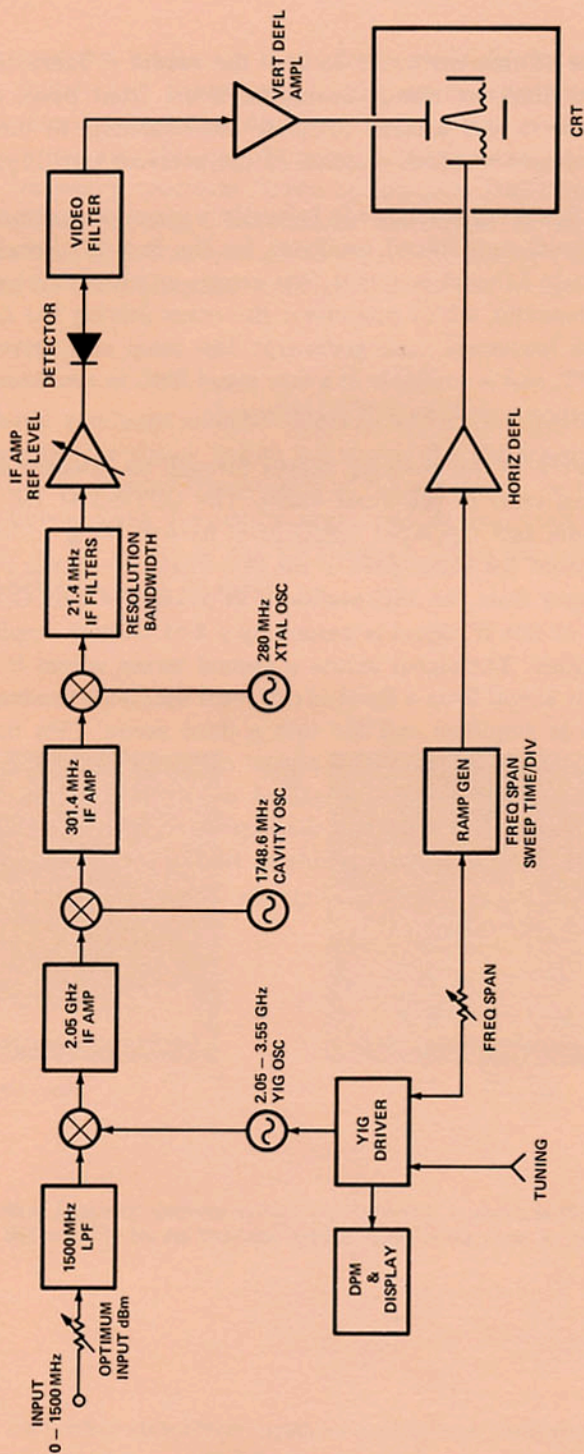 INPUT
0 – 1500 MHz
OPTIMUM
INPUT dBm
1500 MHz
LPF
2.05 GHz
IF AMP
301.4 MHz
IF AMP
21.4 MHz
IF FILTERS
RESOLUTION
BANDWIDTH
IF AMP
REF LEVEL
DETECTOR
VIDEO
FILTER
VERT DEFL
AMPL
2.05 – 3.55 GHz
YIG OSC
1748.6 MHz
CAVITY OSC
280 MHz
XTAL OSC
DPM
&
DISPLAY
YIG
DRIVER
TUNING
FREQ SPAN
RAMP GEN
FREQ SPAN
SWEEP TIME/DIV
HORIZ DEFL
CRT